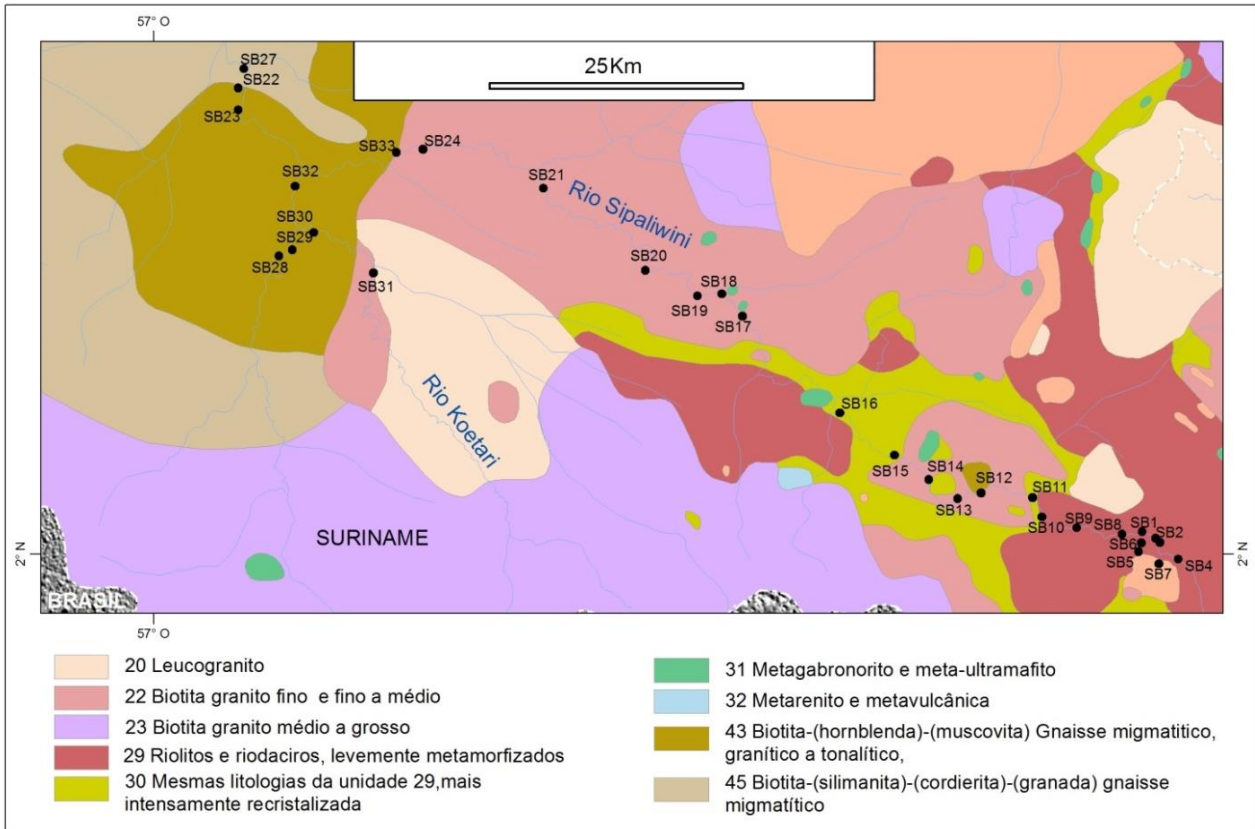 57° O
25Km
SB27
SB22
SB23
SB33
SB24
SB32
SB21
Rio Sipaliwini
SB30
SB29
SB28
SB31
SB20
SB18
SB19
SB17
Rio Koetari
SB16
SB15
SB14
SB12
SB11
SB13
SB10
SB9
SB8
SB1
SB2
SB6
SB5
SB7
SB4
SURINAME
2° N
2° N
BRASIL
57° O
20 Leucogranito
22 Biotita granito fino e fino a médio
23 Biotita granito médio a grosso
29 Riolitos e riodaciros, levemente metamorfizados
30 Mesmas litologias da unidade 29,mais
intensamente recristalizada
31 Metagabronorito e meta-ultramafito
32 Metarenito e metavulcânica
43 Biotita-(hornblenda)-(muscovita) Gnaisse migmatitico,
granítico a tonalítico,
45 Biotita-(silimanita)-(cordierita)-(granada) gnaisse
migmatítico